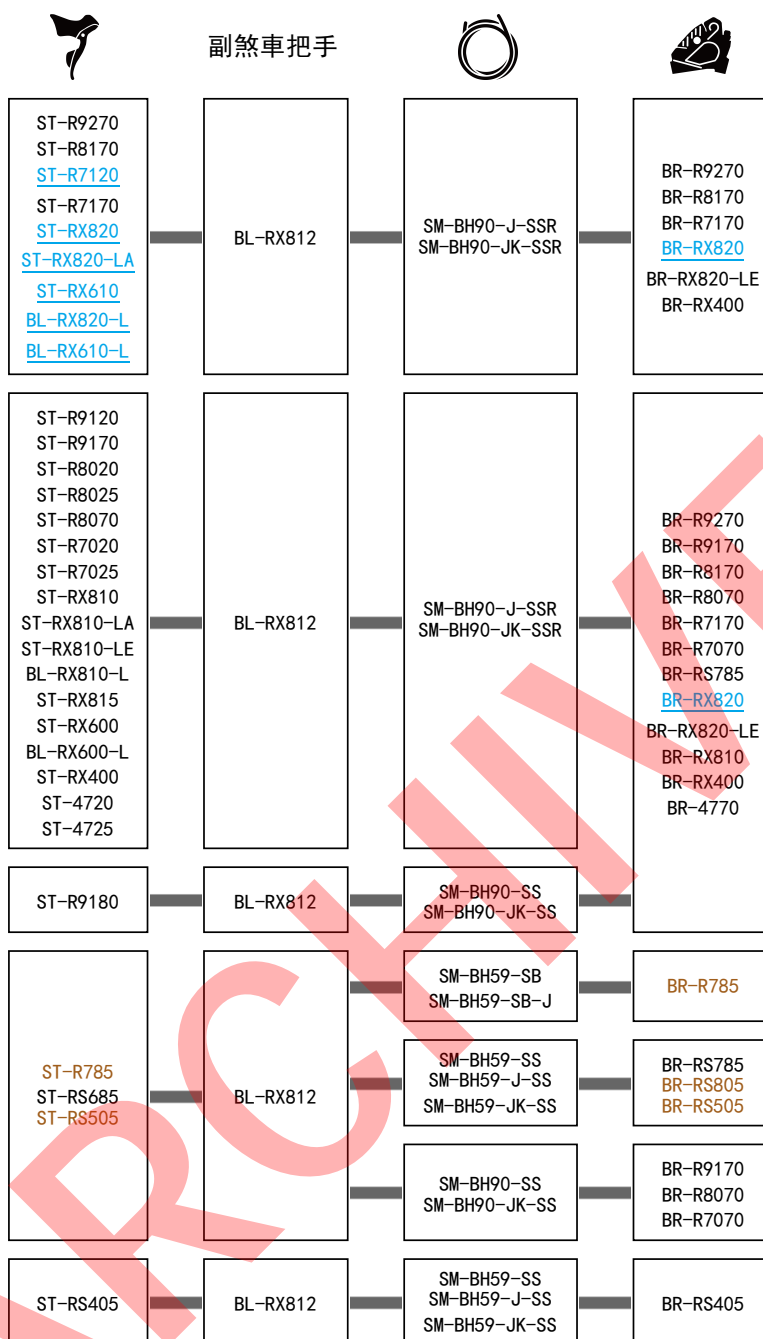 副煞車把手
ST-R9270
ST-R8170
ST-R7120
ST-R7170
ST-RX820
ST-RX820-LA
ST-RX610
BL-RX820-L
BL-RX610-L
BL-RX812
SM-BH90-J-SSR
SM-BH90-JK-SSR
BR-R9270
BR-R8170
BR-R7170
BR-RX820
BR-RX820-LE
BR-RX400
ST-R9120
ST-R9170
ST-R8020
ST-R8025
ST-R8070
ST-R7020
ST-R7025
ST-RX810
ST-RX810-LA
ST-RX810-LE
BL-RX810-L
ST-RX815
ST-RX600
BL-RX600-L
ST-RX400
ST-4720
ST-4725
BL-RX812
SM-BH90-J-SSR
SM-BH90-JK-SSR
BR-R9270
BR-R9170
BR-R8170
BR-R8070
BR-R7170
BR-R7070
BR-RS785
BR-RX820
BR-RX820-LE
BR-RX810
BR-RX400
BR-4770
ST-R9180
BL-RX812
SM-BH90-SS
SM-BH90-JK-SS
ST-R785
ST-RS685
ST-RS505
BL-RX812
SM-BH59-SB
SM-BH59-SB-J
BR-R785
SM-BH59-SS
SM-BH59-J-SS
SM-BH59-JK-SS
BR-RS785
BR-RS805
BR-RS505
SM-BH90-SS
SM-BH90-JK-SS
BR-R9170
BR-R8070
BR-R7070
ST-RS405
BL-RX812
SM-BH59-SS
SM-BH59-J-SS
SM-BH59-JK-SS
BR-RS405
ARCHIVE